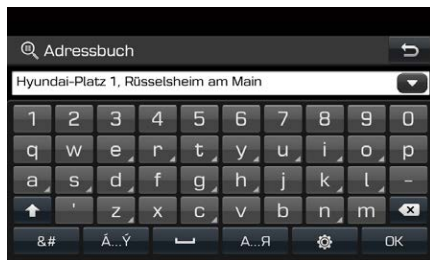 Adressbuch
Hyundai-Platz 1, Rüsselsheim am Main
1 2 3 4 5 6 7 8 9 0
q w e r t y u i o p
a s d f g h j k l -
' z x c v b n m
&# Á...Ý A...Я OK